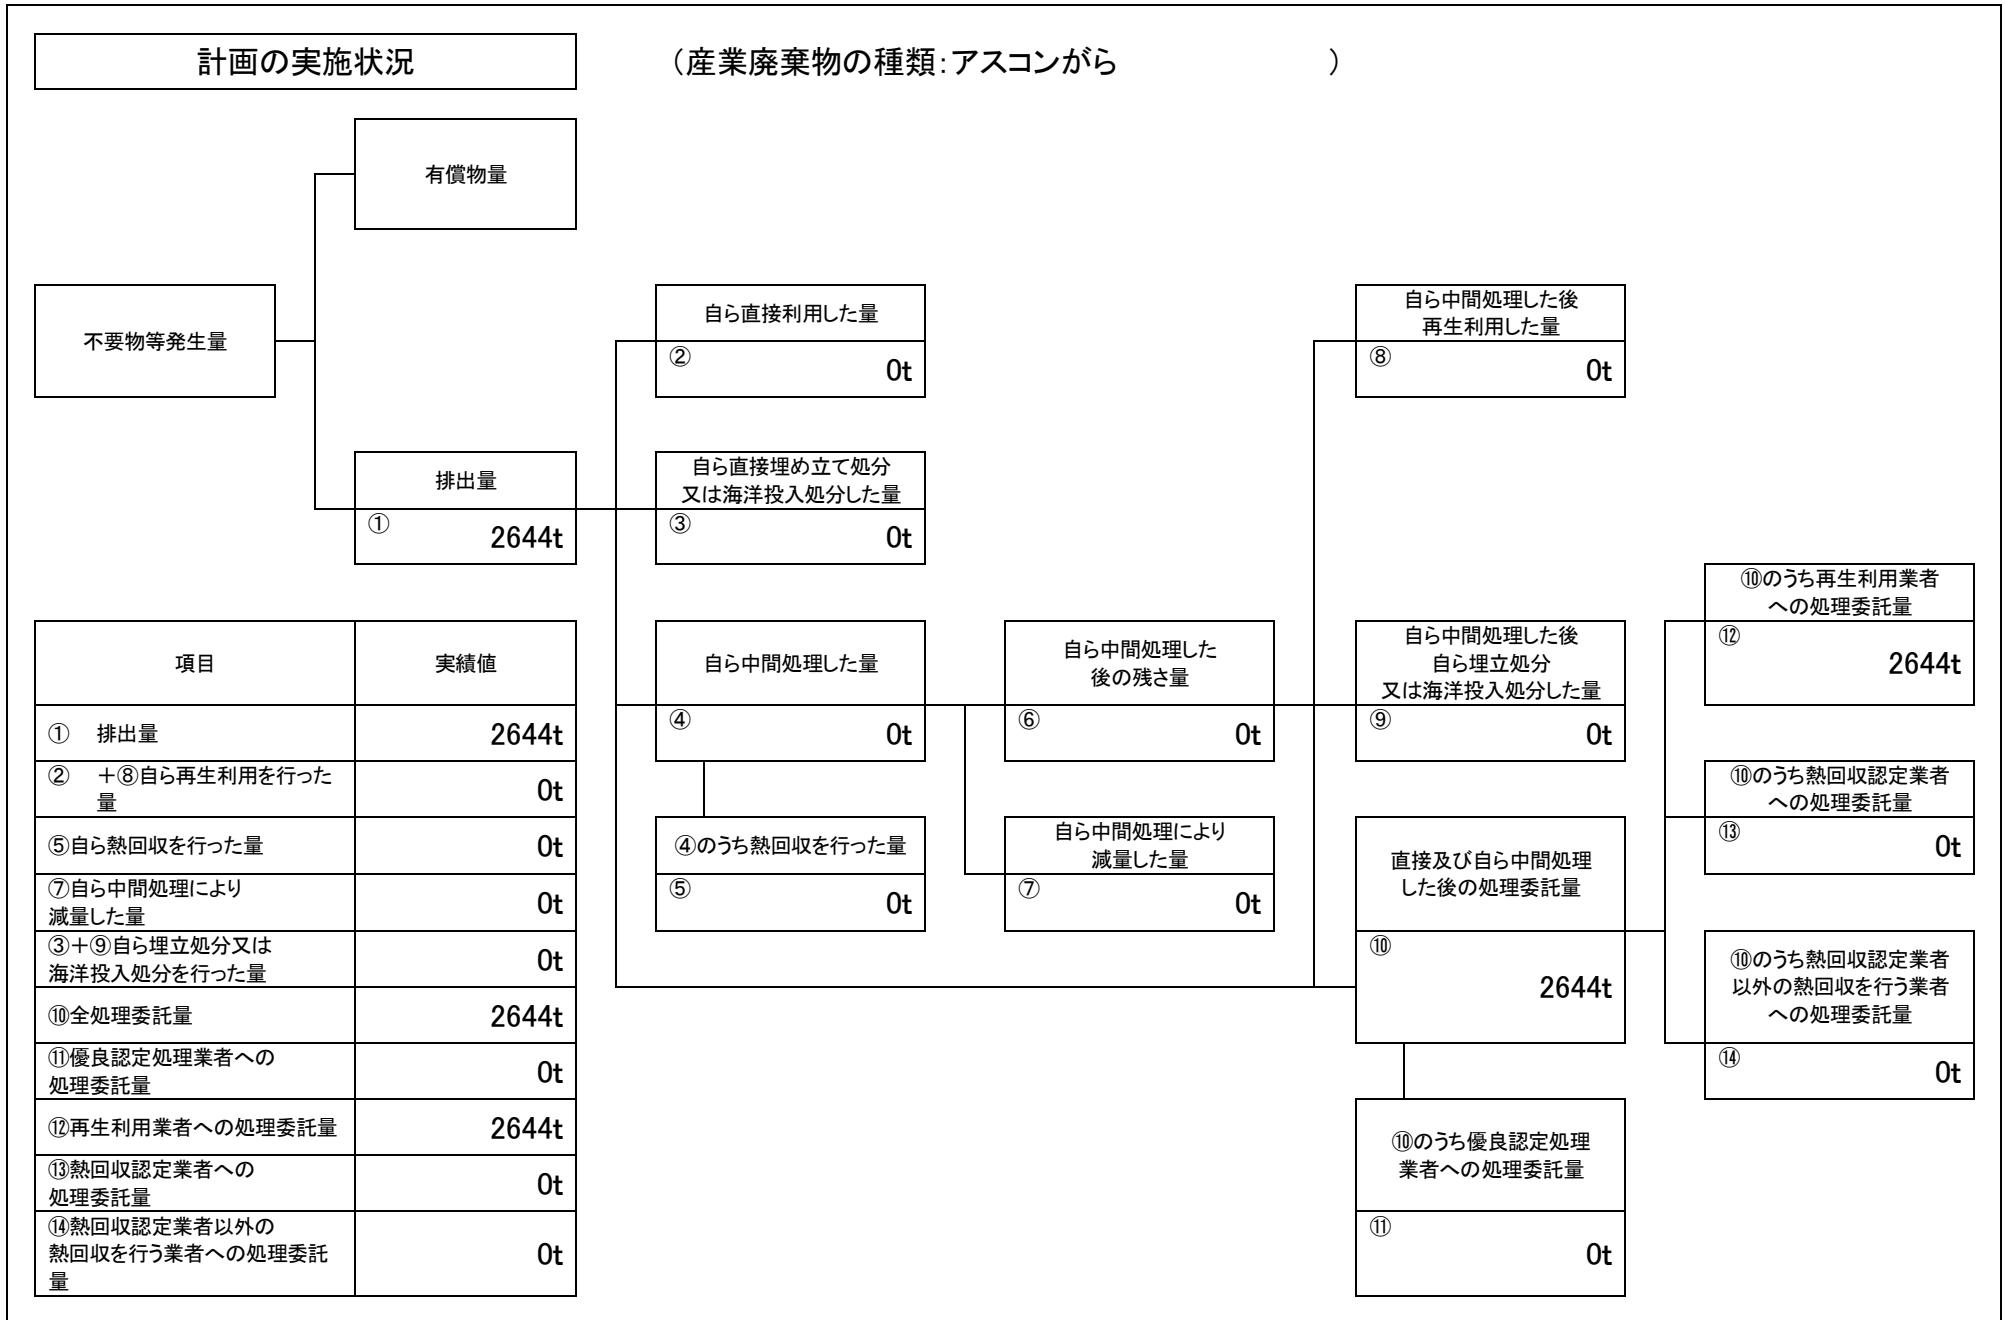 計画の実施状況
（産業廃棄物の種類：アスコンがら　　　　　　　）
有償物量
不要物等発生量
自ら直接利用した量
② 0t
自ら中間処理した後
再生利用した量
⑧ 0t
排出量
① 2644t
自ら直接埋め立て処分
又は海洋投入処分した量
③ 0t
自ら中間処理した量
④ 0t
自ら中間処理した
後の残さ量
⑥ 0t
自ら中間処理した後
自ら埋立処分
又は海洋投入処分した量
⑨ 0t
⑩のうち再生利用業者
への処理委託量
⑫
2644t
④のうち熱回収を行った量
⑤ 0t
自ら中間処理により
減量した量
⑦ 0t
直接及び自ら中間処理
した後の処理委託量
⑩
2644t
⑩のうち熱回収認定業者
への処理委託量
⑬ 0t
⑩のうち熱回収認定業者
以外の熱回収を行う業者
への処理委託量
⑭ 0t
⑩のうち優良認定処理
業者への処理委託量
⑪
0t
項目 実績値
① 排出量 2644t
② ＋⑧自ら再生利用を行った
量 0t
⑤自ら熱回収を行った量 0t
⑦自ら中間処理により
減量した量 0t
③＋⑨自ら埋立処分又は
海洋投入処分を行った量 0t
⑩全処理委託量 2644t
⑪優良認定処理業者への
処理委託量 0t
⑫再生利用業者への処理委託量 2644t
⑬熱回収認定業者への
処理委託量 0t
⑭熱回収認定業者以外の
熱回収を行う業者への処理委託
量 0t